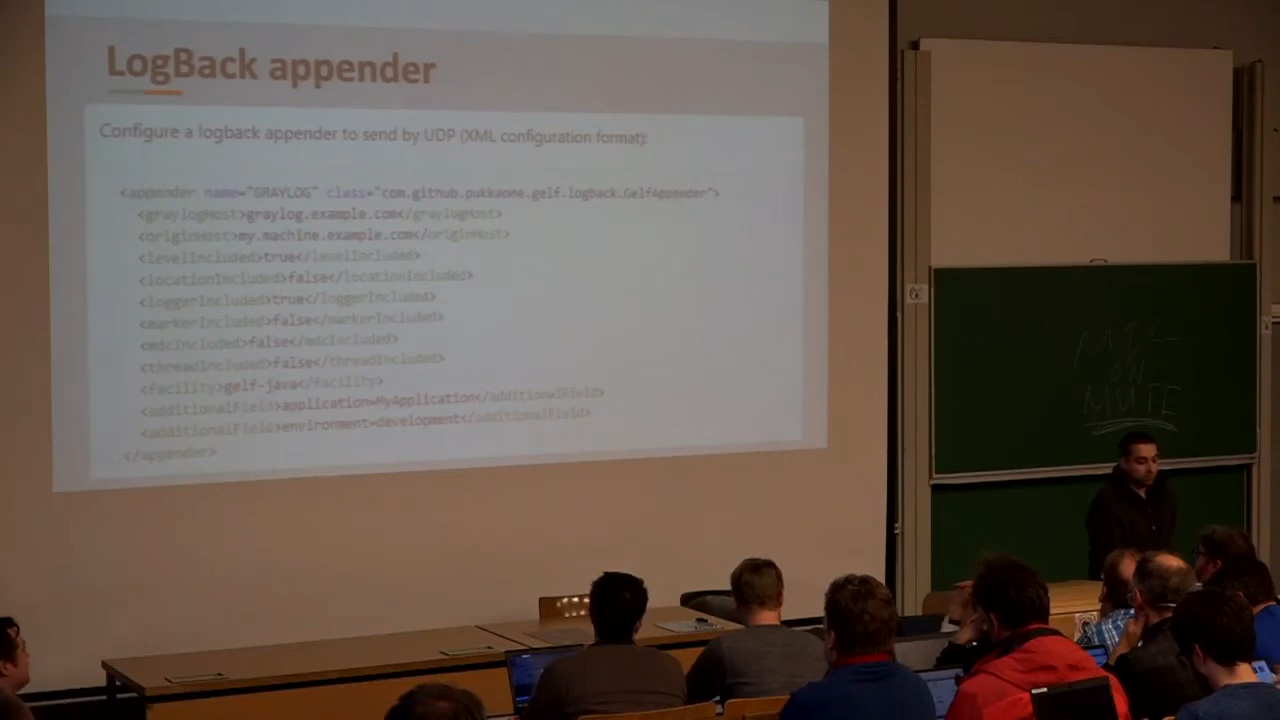 LogBack appender
Configure a logback appender to send by UDP (XML configuration format):
<appender name="GRAYLOG" class="com.github.pukkaone.gelf.logback.GelfAppender">
<graylogHost>graylog.example.com</graylogHost>
<originHost>my.machine.example.com</originHost>
<levelIncluded>true</levelIncluded>
<locationIncluded>false</locationIncluded>
<loggerIncluded>true</loggerIncluded>
<markerIncluded>false</markerIncluded>
<mdcIncluded>false</mdcIncluded>
<threadIncluded>false</threadIncluded>
<facility>gelf-java</facility>
<additionalField>application=MyApplication</additionalField>
<additionalField>environment=development</additionalField>
</appender>
ON
MUTE